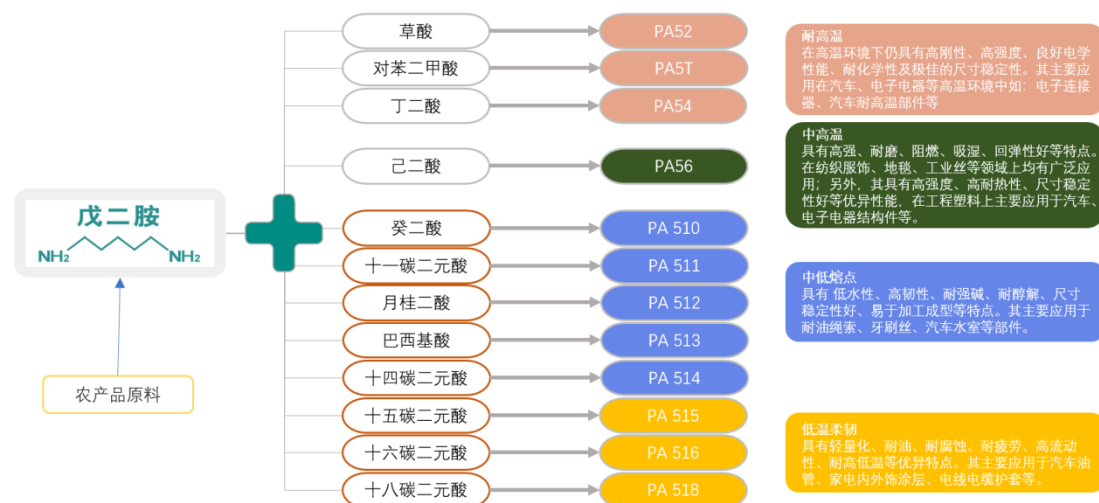 草酸
PA52
对苯二甲酸
PA5T
丁二酸
PA54
己二酸
PA56
戊二胺
NH₂
NH₂
农产品原料
癸二酸
PA 510
十一碳二元酸
PA 511
月桂二酸
PA 512
巴西基酸
PA 513
十四碳二元酸
PA 514
十五碳二元酸
PA 515
十六碳二元酸
PA 516
十八碳二元酸
PA 518
耐高温
在高温环境下仍具有高刚性、高强度、良好电学
性能、耐化学性及极佳的尺寸稳定性。其主要应
用在汽车、电子电器等高温环境中如：电子连接
器、汽车耐高温部件等
中高温
具有高强、耐磨、阻燃、吸湿、回弹性好等特点。
在纺织服饰、地毯、工业丝等领域上均有广泛应
用；另外，其具有高强度、高耐热性、尺寸稳定
性好等优异性能，在工程塑料上主要应用于汽车、
电子电器结构件等。
中低熔点
具有 低水性、高韧性、耐强碱、耐醇解、尺寸
稳定性好、易于加工成型等特点。其主要应用于
耐油绳索、牙刷丝、汽车水室等部件。
低温柔韧
具有轻量化、耐油、耐腐蚀、耐疲劳、高流动
性、耐高低温等优异特点。其主要应用于汽车油
管、家电内外饰涂层、电线电缆护套等。